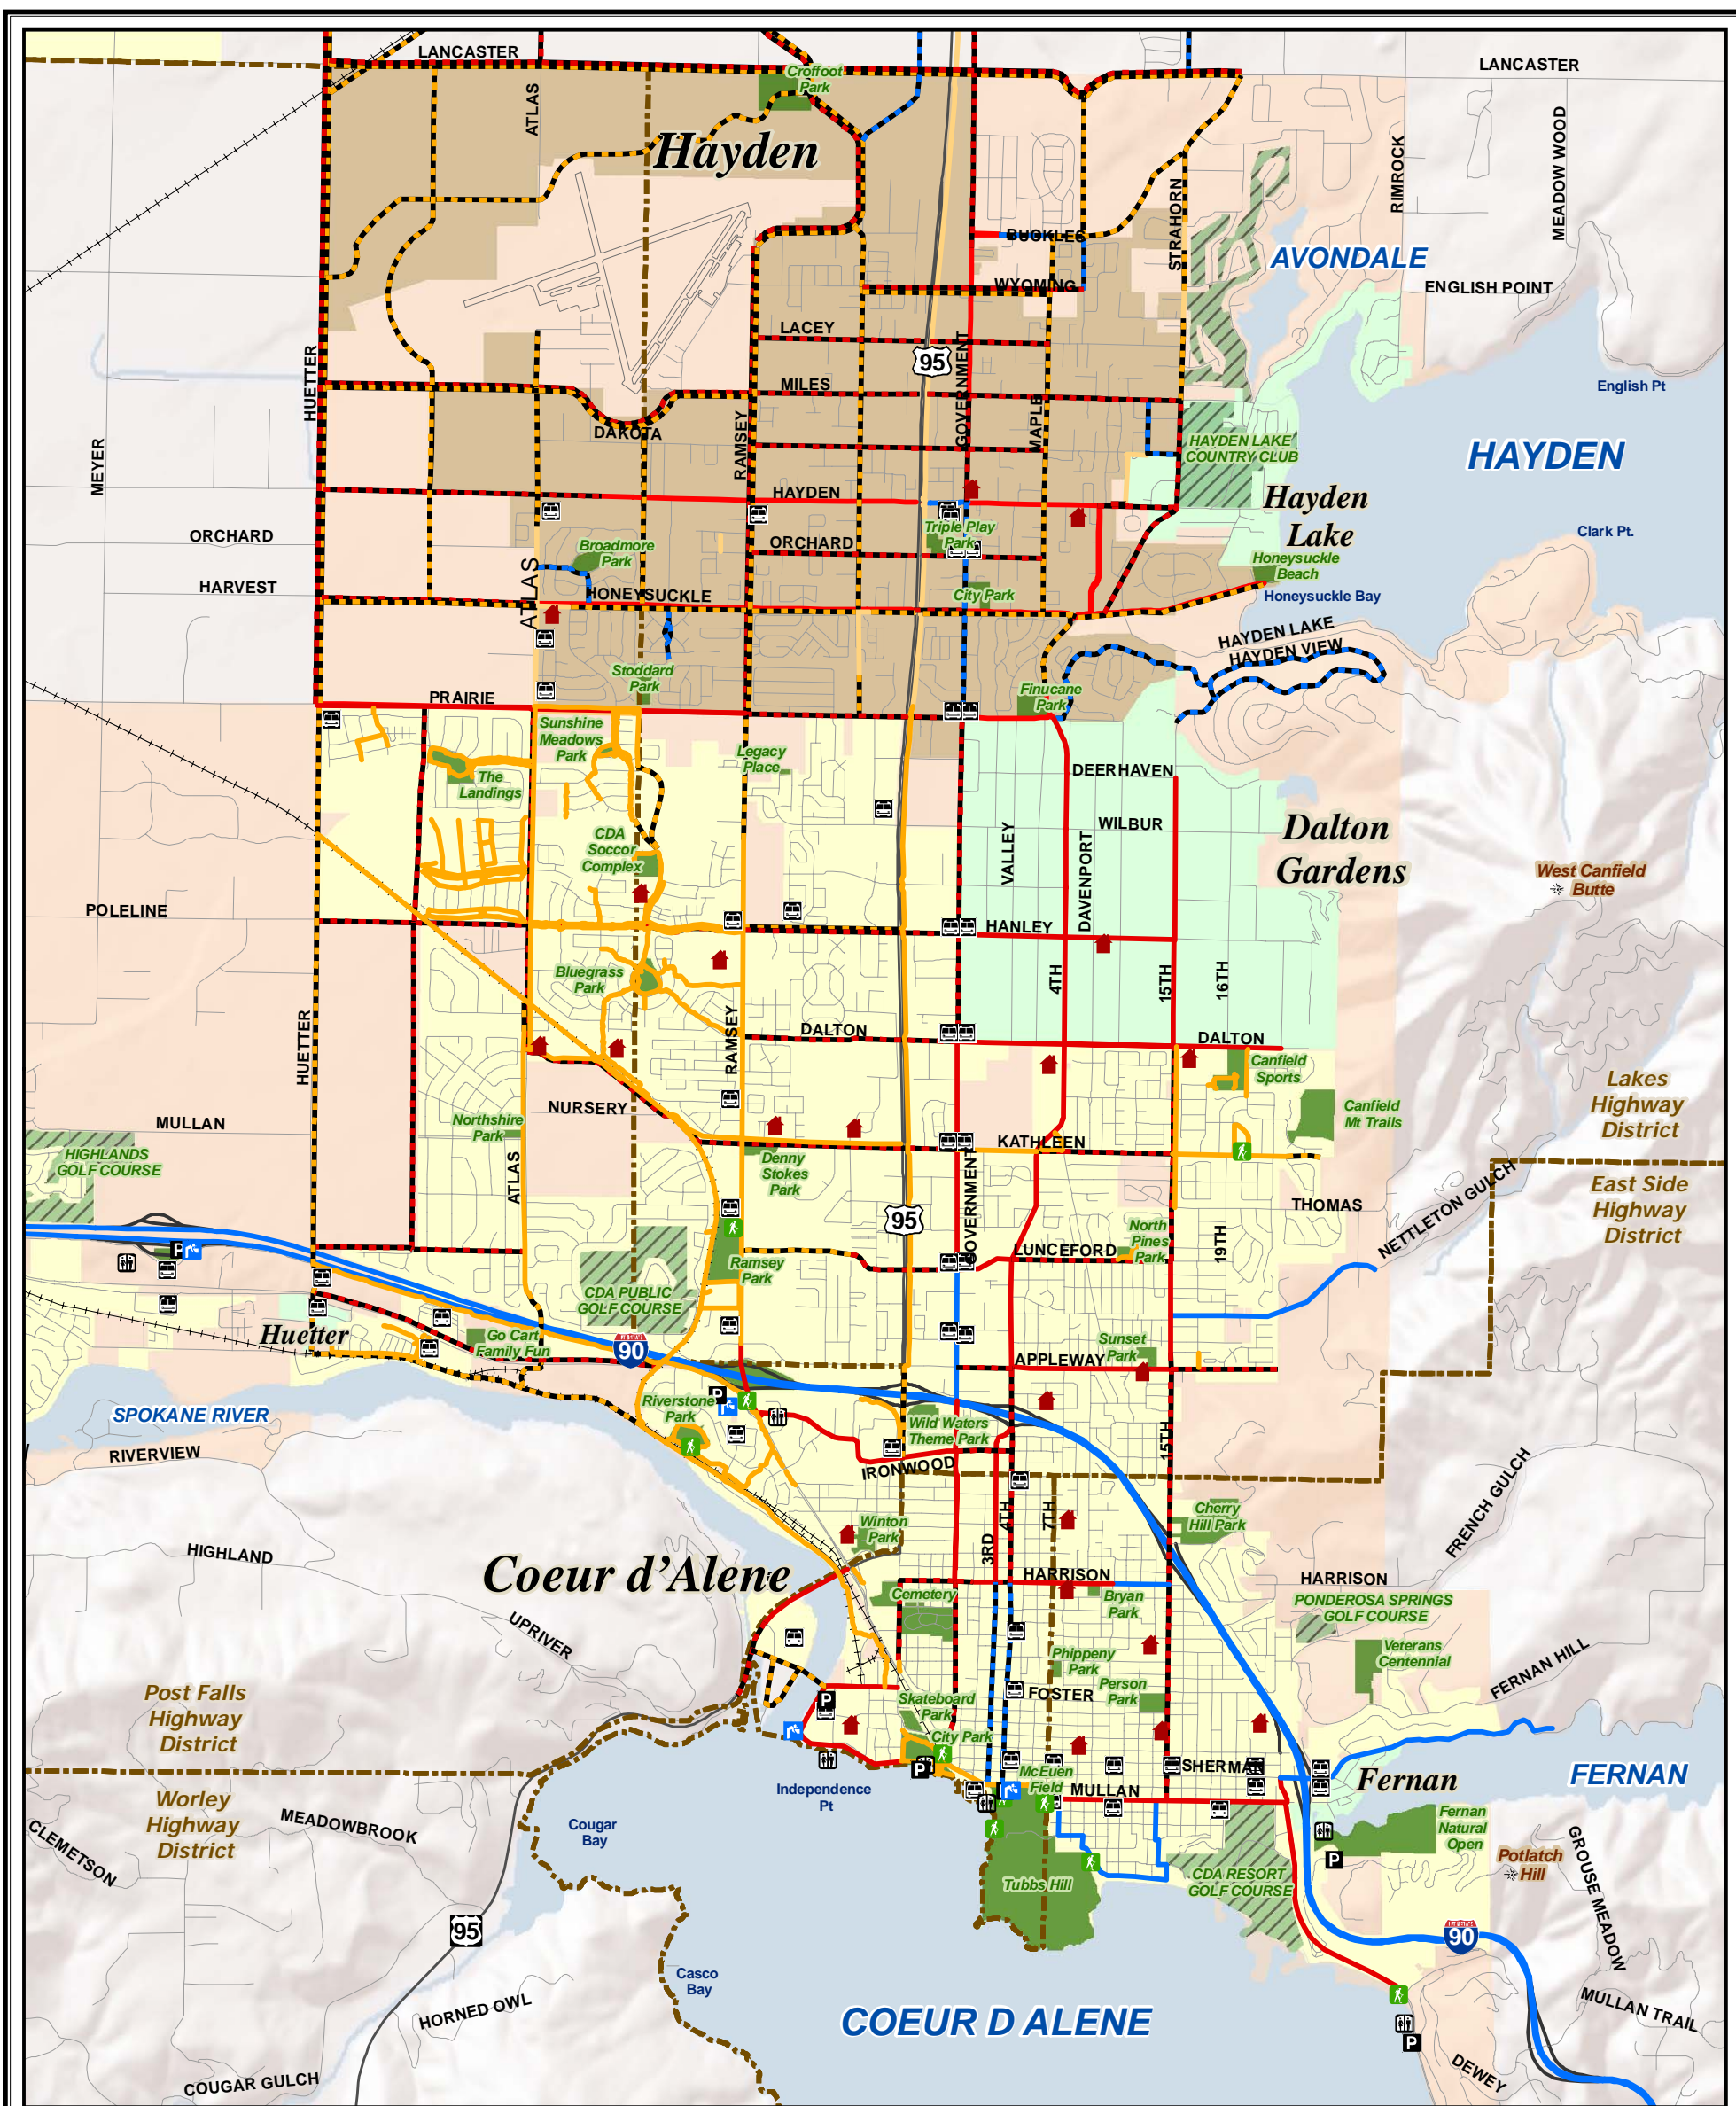 LANCASTER
LANCASTER
Croffoot
Park
ATLAS
Hayden
RIMROCK
MEADOW WOOD
STRAHORN
BUCKLES
AVONDALE
WYOMING
ENGLISH POINT
LACEY
95
GOVERNMENT
HUETTER
MILES
English Pt
MAPLE
RAMSEY
DAKOTA
MEYER
HAYDEN LAKE
COUNTRY CLUB
HAYDEN
HAYDEN
Hayden
Lake
ORCHARD
Triple Play
Park
ORCHARD
Clark Pt.
Broadmore
Park
Honeysuckle
Beach
HARVEST
ATLAS
HONEYSUCKLE
City Park
Honeysuckle Bay
HAYDEN LAKE
HAYDEN VIEW
Stoddard
Park
PRAIRIE
Finucane
Park
Sunshine
Meadows
Park
Legacy
Place
The
Landings
DEERHAVEN
CDA
Soccor
Complex
VALLEY
WILBUR
DAVENPORT
Dalton
Gardens
West Canfield
Butte
POLELINE
HANLEY
Bluegrass
Park
4TH
15TH
16TH
HUETTER
RAMSEY
DALTON
DALTON
Canfield
Sports
Lakes
Highway
District
NURSERY
MULLAN
Northshire
Park
Canfield
Mt Trails
KATHLEEN
HIGHLANDS
GOLF COURSE
ATLAS
Denny
Stokes
Park
GOVERNMENT
NETTLETON GULCH
East Side
Highway
District
THOMAS
95
North
Pines
Park
19TH
LUNCEFORD
P
Ramsey
Park
CDA PUBLIC
GOLF COURSE
Huetter
Go Cart
Family Fun
90
Sunset
Park
APPLEWAY
P
Riverstone
Park
SPOKANE RIVER
Wild Waters
Theme Park
15TH
RIVERVIEW
IRONWOOD
FRENCH GULCH
4TH
7TH
Cherry
Hill Park
Winton
Park
3RD
HIGHLAND
Coeur d'Alene
HARRISON
HARRISON
Cemetery
Bryan
Park
PONDEROSA SPRINGS
GOLF COURSE
UPRIVER
Veterans
Centennial
Phippeny
Park
FERNAN HILL
Person
Park
FOSTER
Post Falls
Highway
District
P
Skateboard
Park
City Park
SHERMAN
P
McEuen
Field
MULLAN
Fernan
FERNAN
Independence
Pt
Worley
Highway
District
MEADOWBROOK
Cougar
Bay
CLEMETSON
Fernan
Natural
Open
GROUSE MEADOW
Potlatch
Hill
P
CDA RESORT
GOLF COURSE
Tubbs Hill
95
90
Casco
Bay
HORNED OWL
COEUR D ALENE
MULLAN TRAIL
P
DEWEY
COUGAR GULCH